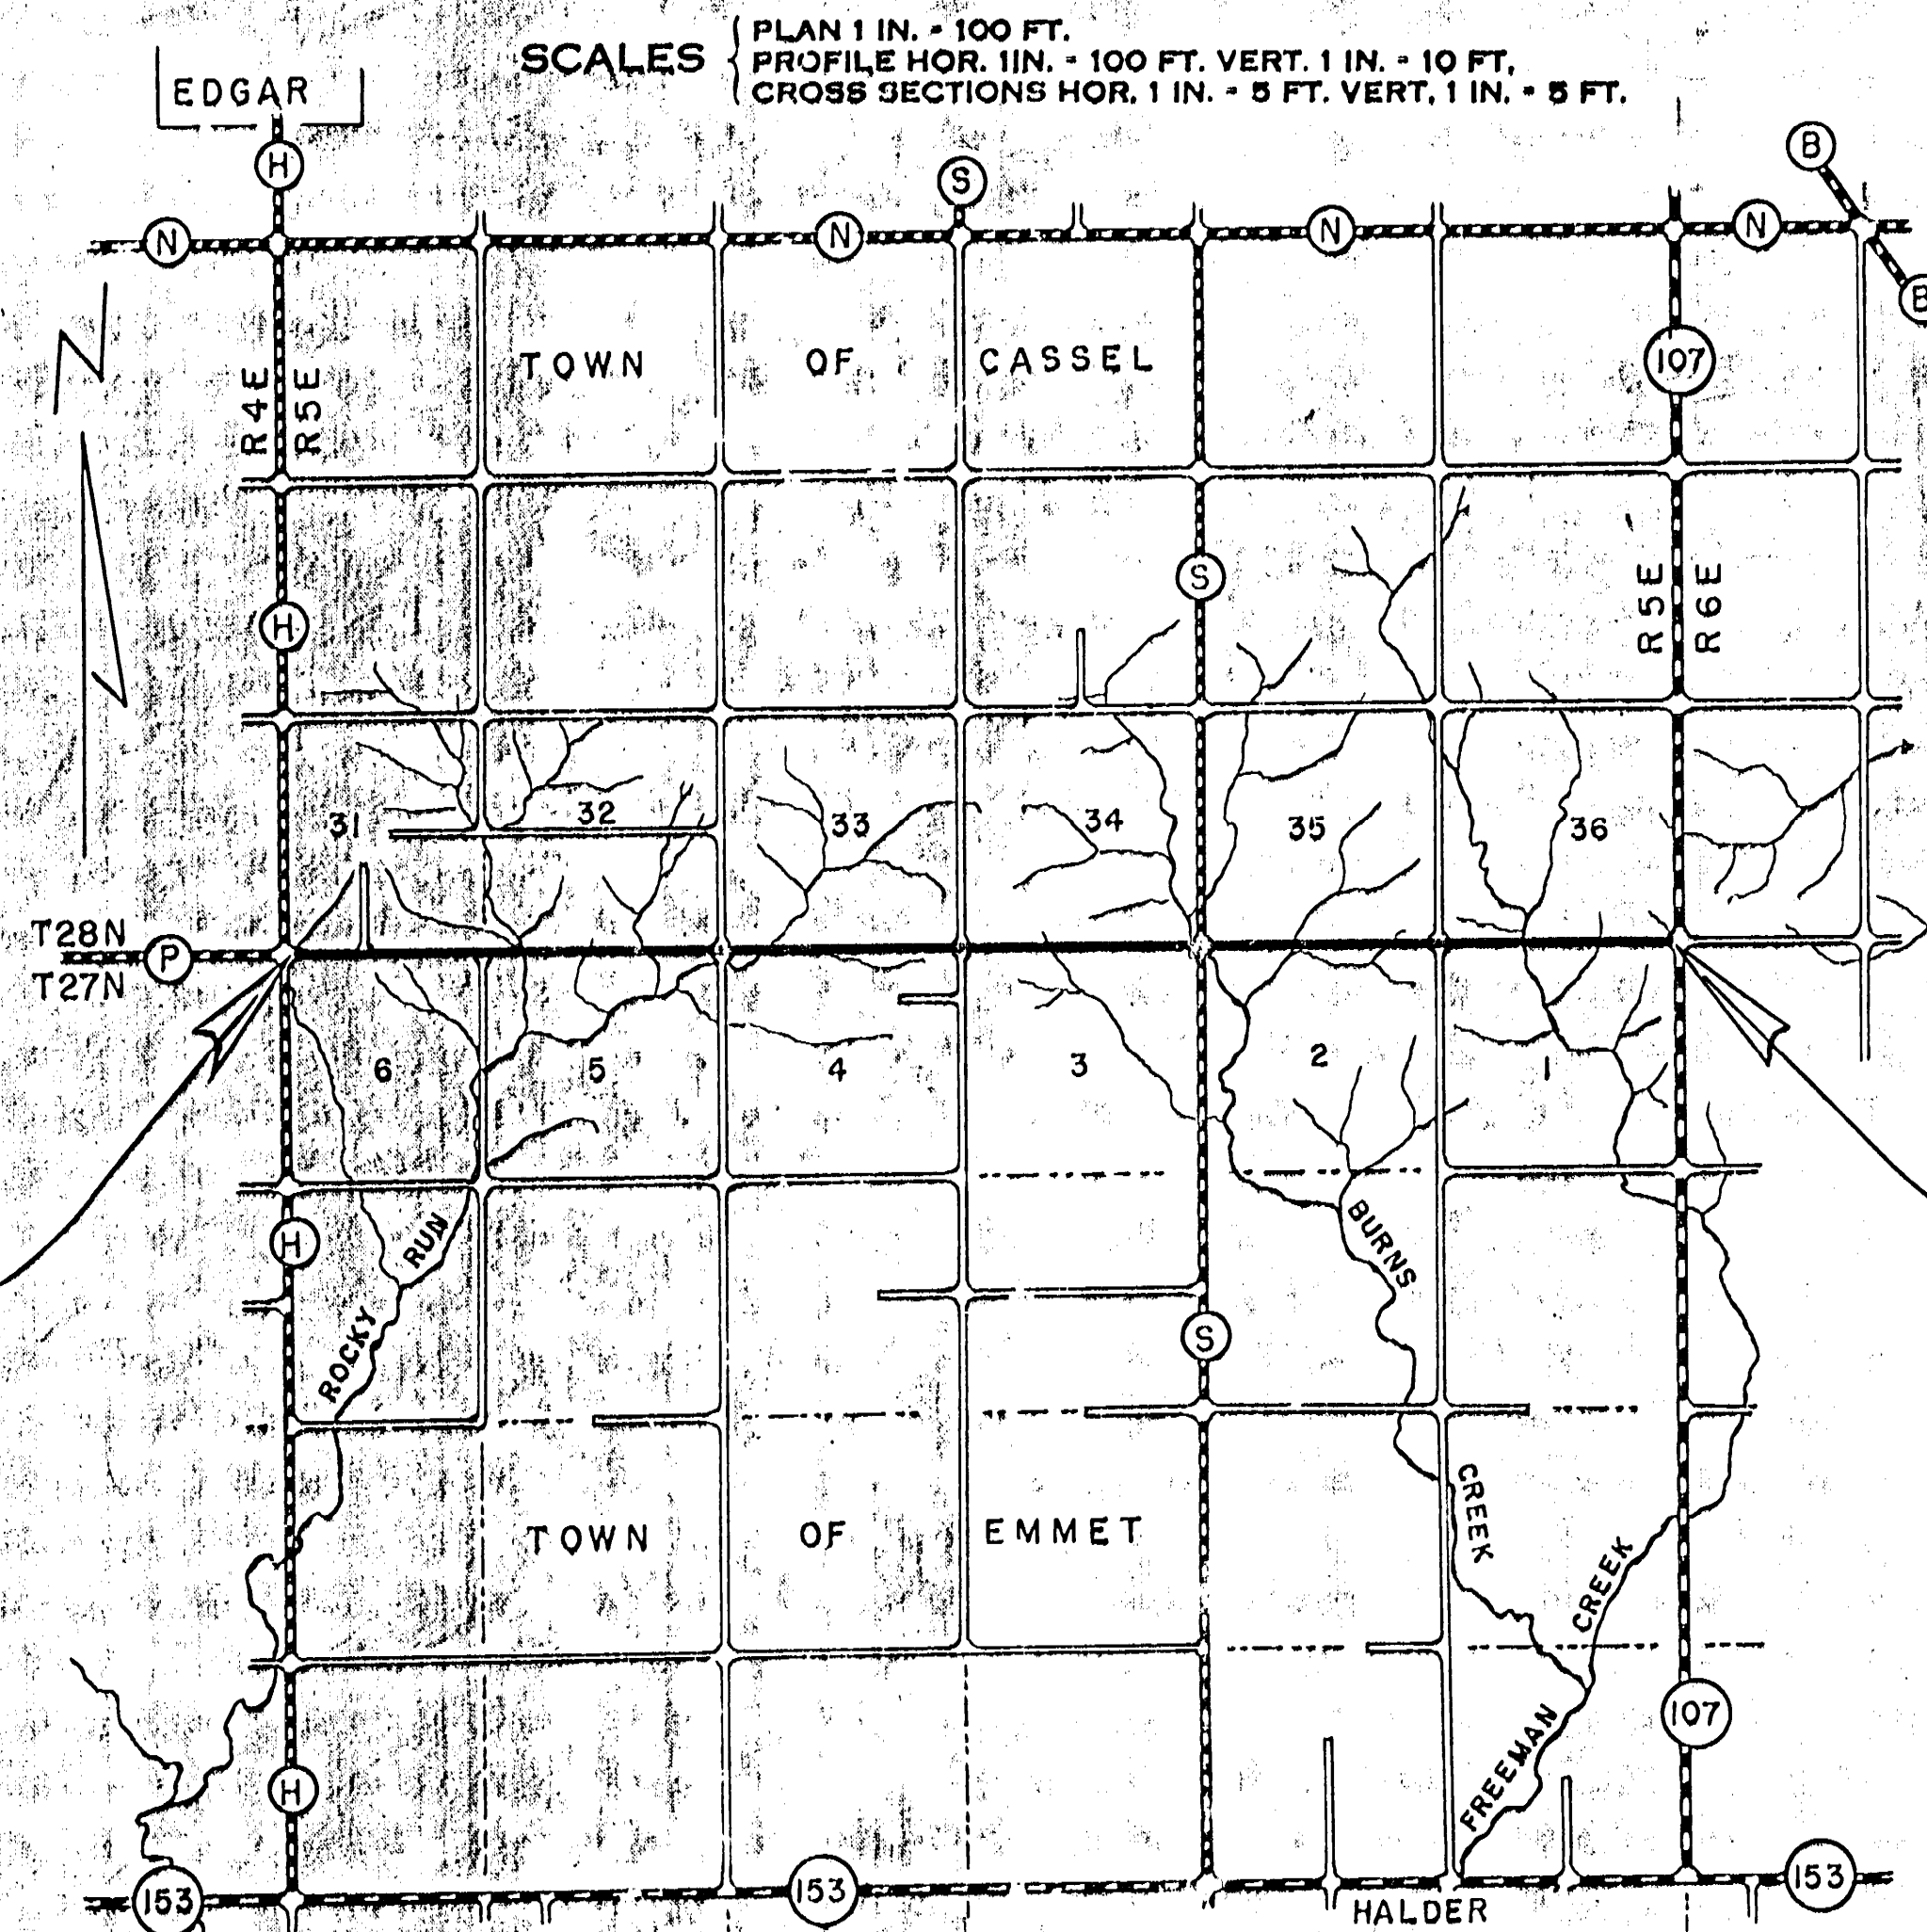 SCALES
PLAN 1 IN. = 100 FT.
PROFILE HOR. 1IN. = 100 FT. VERT. 1 IN. = 10 FT.
CROSS SECTIONS HOR. 1 IN. = 5 FT. VERT. 1 IN. = 5 FT.
EDGAR
B
H
S
N
N
N
N
B
N
TOWN OF CASSEL
107
R4E
R5E
S
R5E
R6E
H
31
32
33
34
35
36
T28N
P
T27N
6
5
4
3
2
1
H
ROCKY RUN
BURNS
CREEK
S
TOWN OF EMMET
FREEMAN CREEK
107
H
153
153
153
HALDER